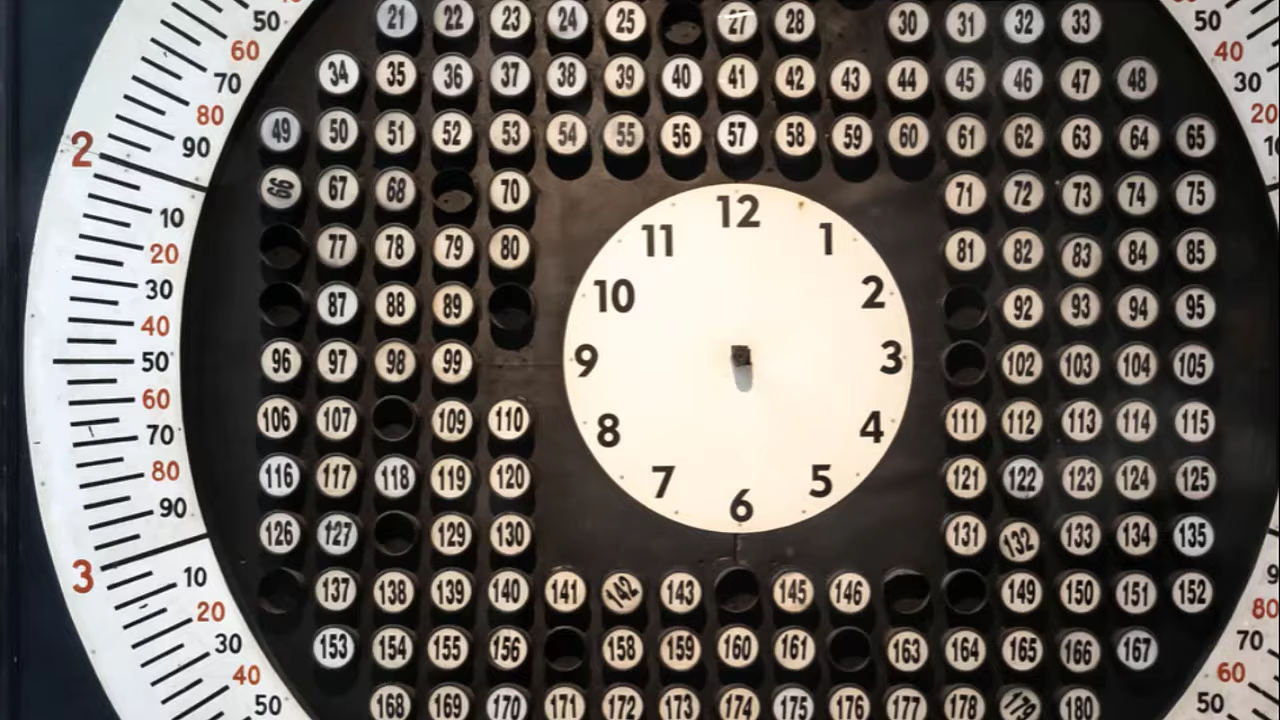 50 21 22 23 24 25 27 28 30 31 32 33 50
60 40
70 34 35 36 37 38 39 40 41 42 43 44 45 46 47 48 30
80 20
2 90 49 50 51 52 53 54 55 56 57 58 59 60 61 62 63 64 65
66 67 68 70 71 72 73 74 75
10
20 77 78 79 80 81 82 83 84 85
30 87 88 89 92 93 94 95
40
50 96 97 98 99 102 103 104 105
60
70 106 107 109 110 111 112 113 114 115
80 116 117 118 119 120 121 122 123 124 125
90
126 127 129 130 131 132 133 134 135
3 10 137 138 139 140 141 142 143 145 146 149 150 151 152
20 80
30 153 154 155 156 158 159 160 161 163 164 165 166 167 70
40 60
50 168 169 170 171 172 173 174 175 176 177 178 179 180 50
12
11 1
10 2
9 3
8 4
7 5
6